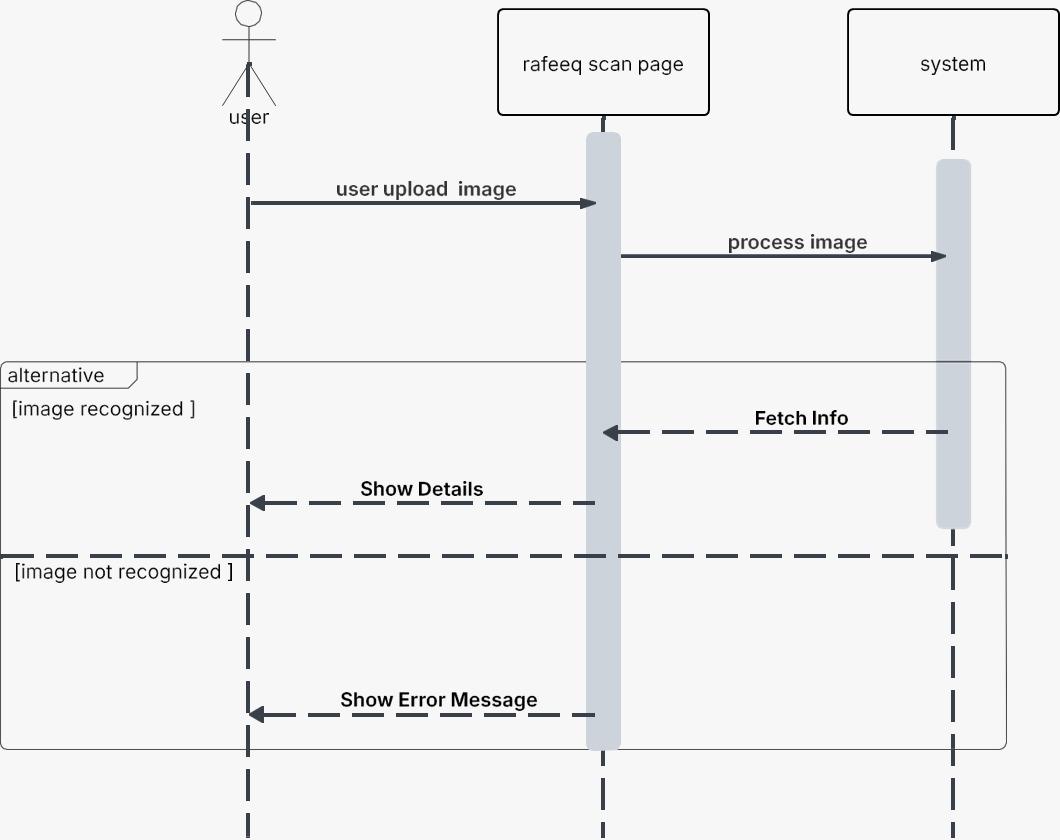 user
rafeeq scan page
system
user upload  image
process image
alternative
[image recognized ]
Fetch Info
Show Details
[image not recognized ]
Show Error Message